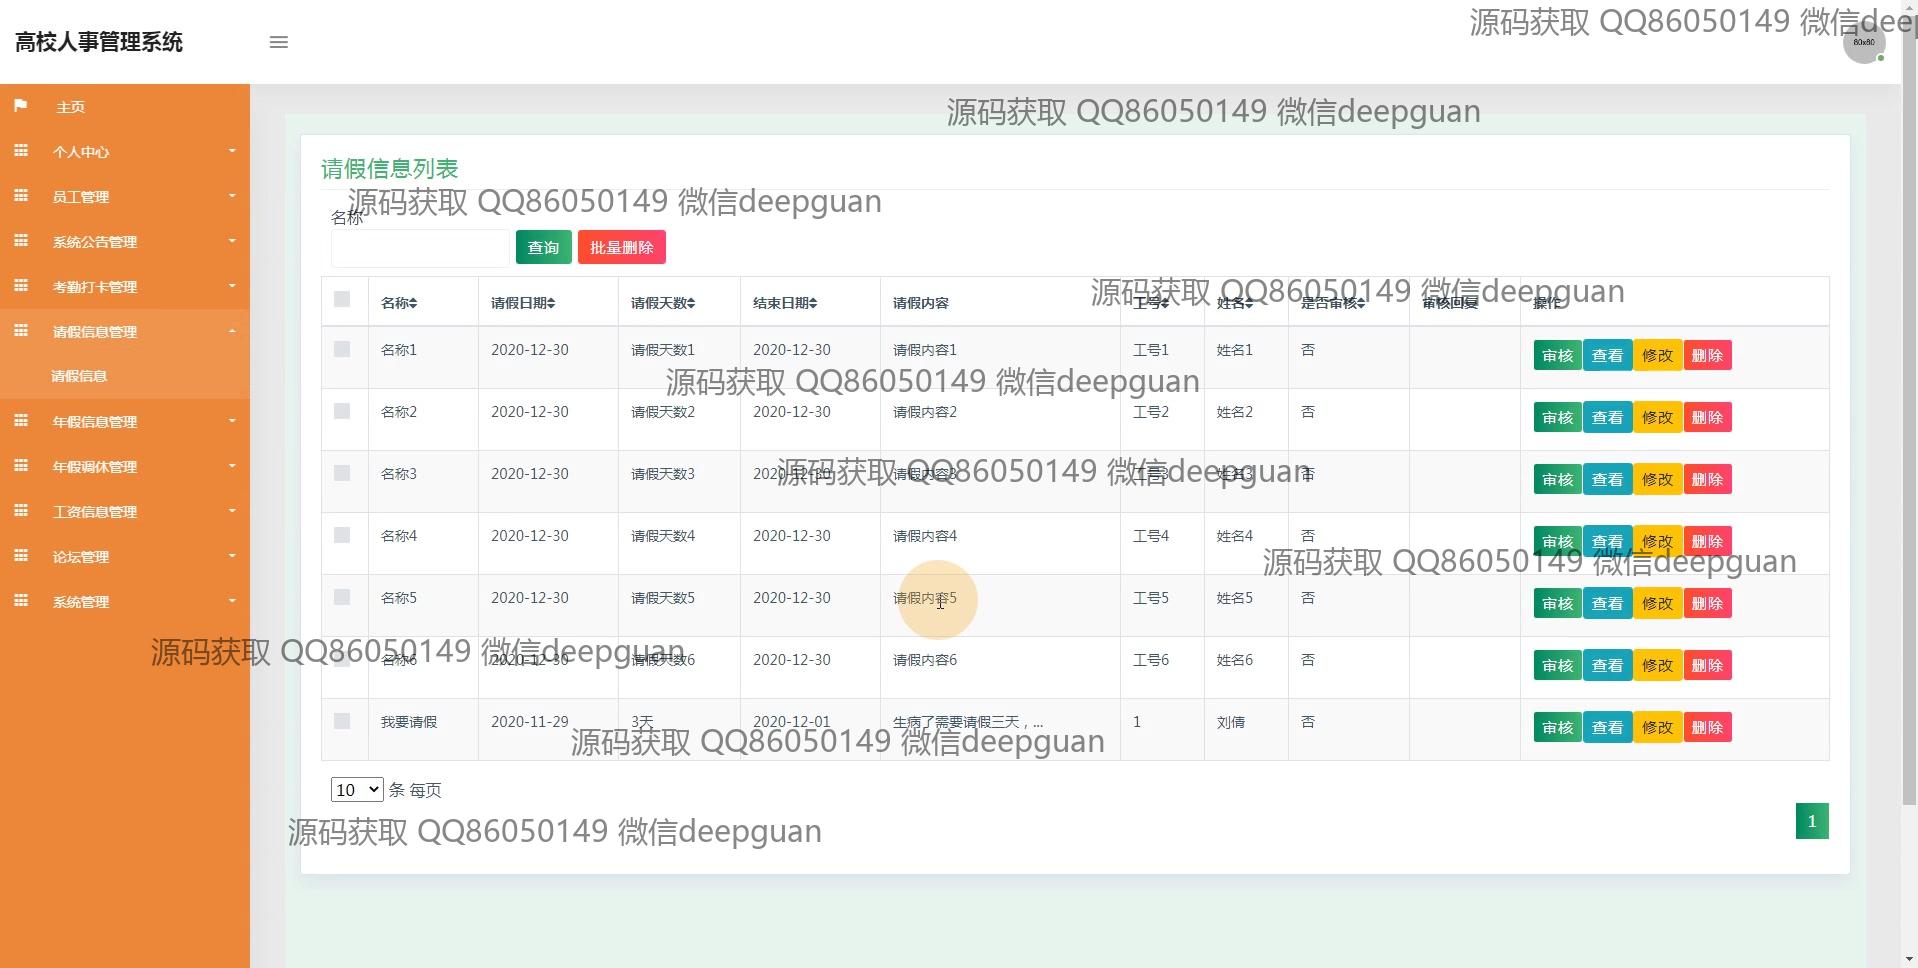 源码获取 QQ86050149 微信deep
高校人事管理系统
80x80
主页
源码获取 QQ86050149 微信deepguan
个人中心
请假信息列表
员工管理
源码获取 QQ86050149 微信deepguan
名称
系统公告管理
查询 批量删除
考勤打卡管理
源码获取 QQ86050149 微信deepguan
名称 请假日期 请假天数 结束日期 请假内容 工号 姓名 是否审核 审核回复 操作
请假信息管理
名称1 2020-12-30 请假天数1 2020-12-30 请假内容1 工号1 姓名1 否 审核 查看 修改 删除
请假信息
源码获取 QQ86050149 微信deepguan
名称2 2020-12-30 请假天数2 2020-12-30 请假内容2 工号2 姓名2 否 审核 查看 修改 删除
年假信息管理
年假调休管理
源码获取 QQ86050149 微信deepguan
名称3 2020-12-30 请假天数3 2020-12-30 请假内容3 工号3 姓名3 否 审核 查看 修改 删除
工资信息管理
名称4 2020-12-30 请假天数4 2020-12-30 请假内容4 工号4 姓名4 否 审核 查看 修改 删除
论坛管理
源码获取 QQ86050149 微信deepguan
系统管理
名称5 2020-12-30 请假天数5 2020-12-30 请假内容5 工号5 姓名5 否 审核 查看 修改 删除
源码获取 QQ86050149 微信deepguan
名称6 2020-12-30 请假天数6 2020-12-30 请假内容6 工号6 姓名6 否 审核 查看 修改 删除
我要请假 2020-11-29 3天 2020-12-01 生病了需要请假三天，... 1 刘倩 否 审核 查看 修改 删除
源码获取 QQ86050149 微信deepguan
10 条 每页
1
源码获取 QQ86050149 微信deepguan